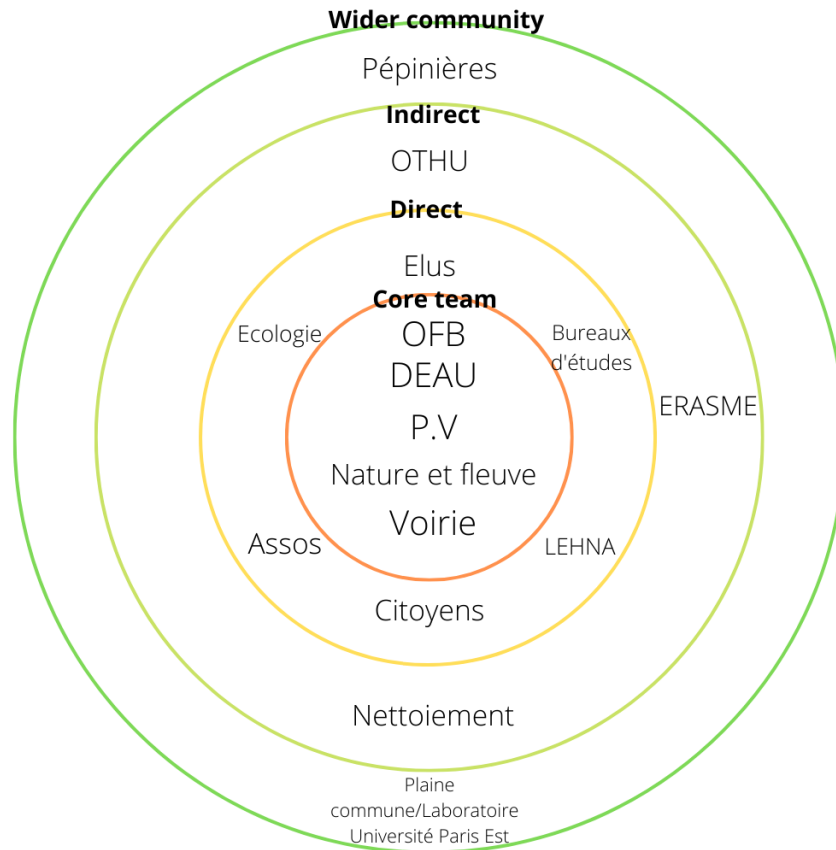 Wider community
Pépinières
Indirect
OTHU
Direct
Elus
Core team
OFB
Ecologie
Bureaux
d'études
DEAU
ERASME
P.V
Nature et fleuve
Voirie
Assos
LEHNA
Citoyens
Nettoiement
Plaine
commune/Laboratoire
Université Paris Est